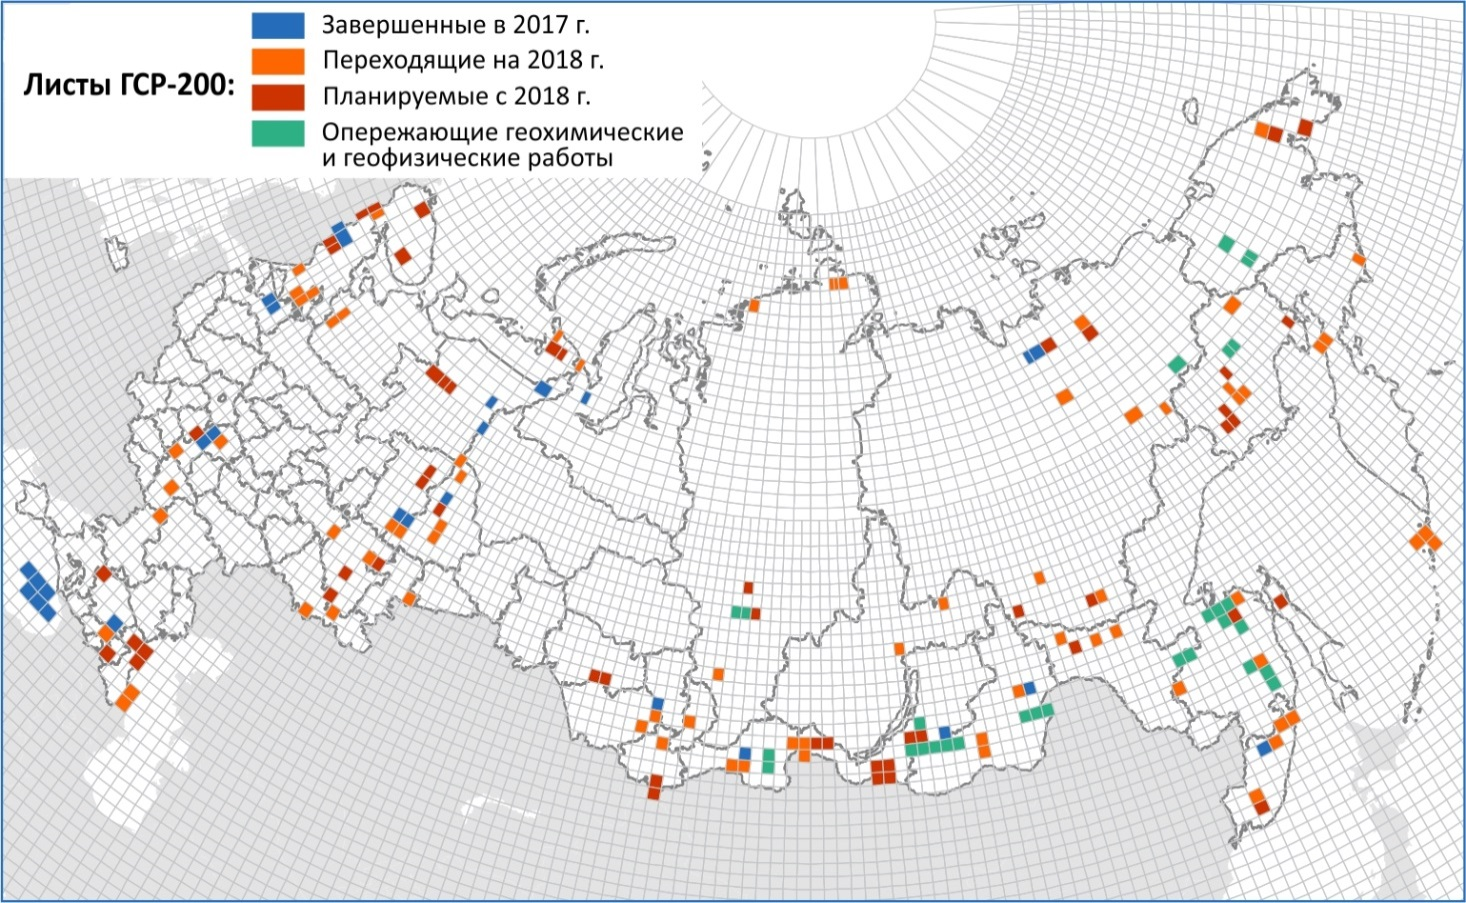 Листы ГСР-200:
Завершенные в 2017 г.
Переходящие на 2018 г.
Планируемые с 2018 г.
Опережающие геохимические
и геофизические работы